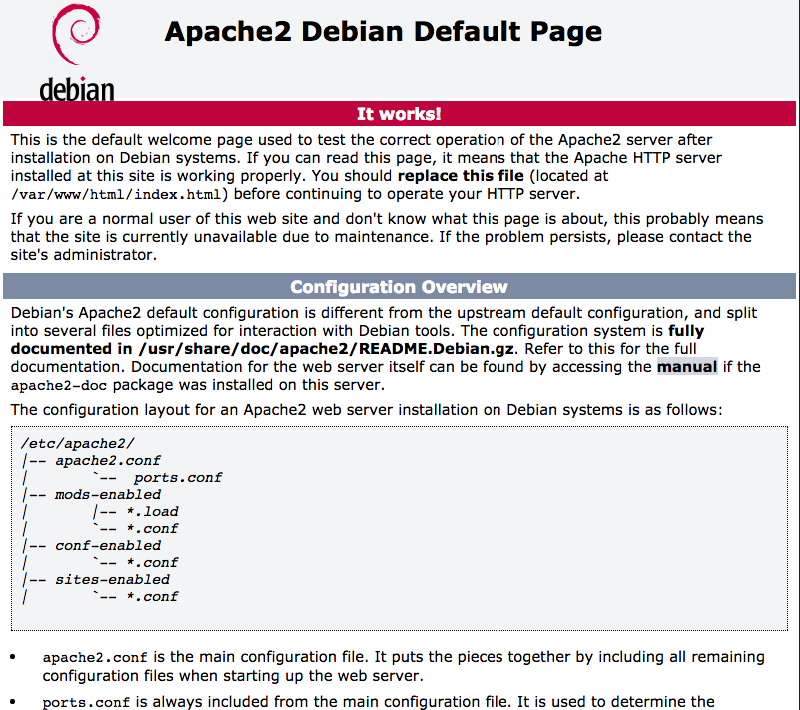 debian
Apache2 Debian Default Page
It works!
This is the default welcome page used to test the correct operation of the Apache2 server after
installation on Debian systems. If you can read this page, it means that the Apache HTTP server
installed at this site is working properly. You should replace this file (located at
/var/www/html/index.html) before continuing to operate your HTTP server.
If you are a normal user of this web site and don't know what this page is about, this probably means
that the site is currently unavailable due to maintenance. If the problem persists, please contact the
site's administrator.
Configuration Overview
Debian's Apache2 default configuration is different from the upstream default configuration, and split
into several files optimized for interaction with Debian tools. The configuration system is fully
documented in /usr/share/doc/apache2/README.Debian.gz. Refer to this for the full
documentation. Documentation for the web server itself can be found by accessing the manual if the
apache2-doc package was installed on this server.
The configuration layout for an Apache2 web server installation on Debian systems is as follows:
/etc/apache2/
|-- apache2.conf
|       `--  ports.conf
|-- mods-enabled
|       |-- *.load
|       `-- *.conf
|-- conf-enabled
|       `-- *.conf
|-- sites-enabled
|       `-- *.conf
• apache2.conf is the main configuration file. It puts the pieces together by including all remaining
configuration files when starting up the web server.
• ports.conf is always included from the main configuration file. It is used to determine the